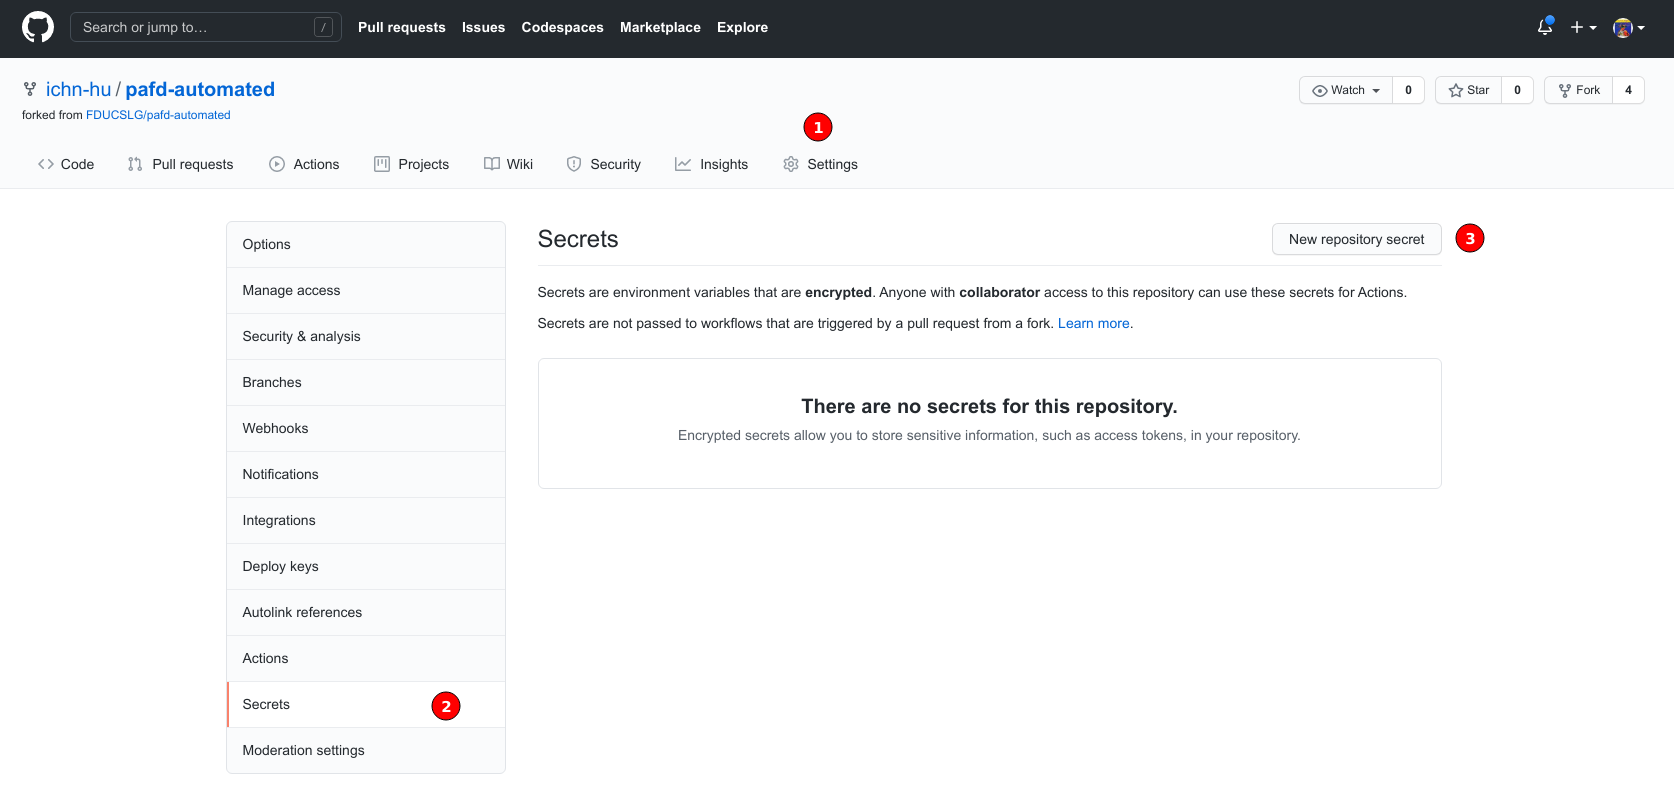 Search or jump to... / Pull requests Issues Codespaces Marketplace Explore
ichn-hu / pafd-automated Watch 0 Star 0 Fork 4
forked from FDUCSLG/pafd-automated
1
Code Pull requests Actions Projects Wiki Security Insights Settings
Options
Manage access
Security & analysis
Branches
Webhooks
Notifications
Integrations
Deploy keys
Autolink references
Actions
Secrets 2
Moderation settings
Secrets New repository secret 3
Secrets are environment variables that are encrypted. Anyone with collaborator access to this repository can use these secrets for Actions.
Secrets are not passed to workflows that are triggered by a pull request from a fork. Learn more.
There are no secrets for this repository.
Encrypted secrets allow you to store sensitive information, such as access tokens, in your repository.